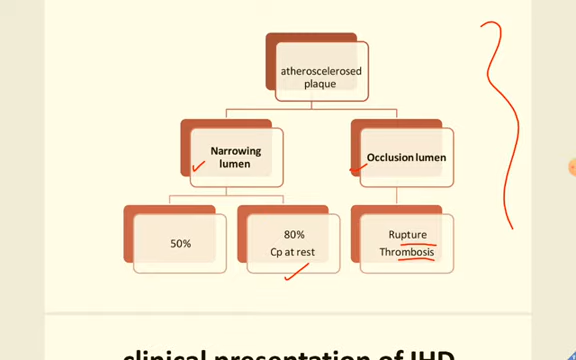 atheroscelerosed
plaque
Narrowing
lumen
Occlusion lumen
50%
80%
Cp at rest
Rupture
Thrombosis
clinical presentation of IHD